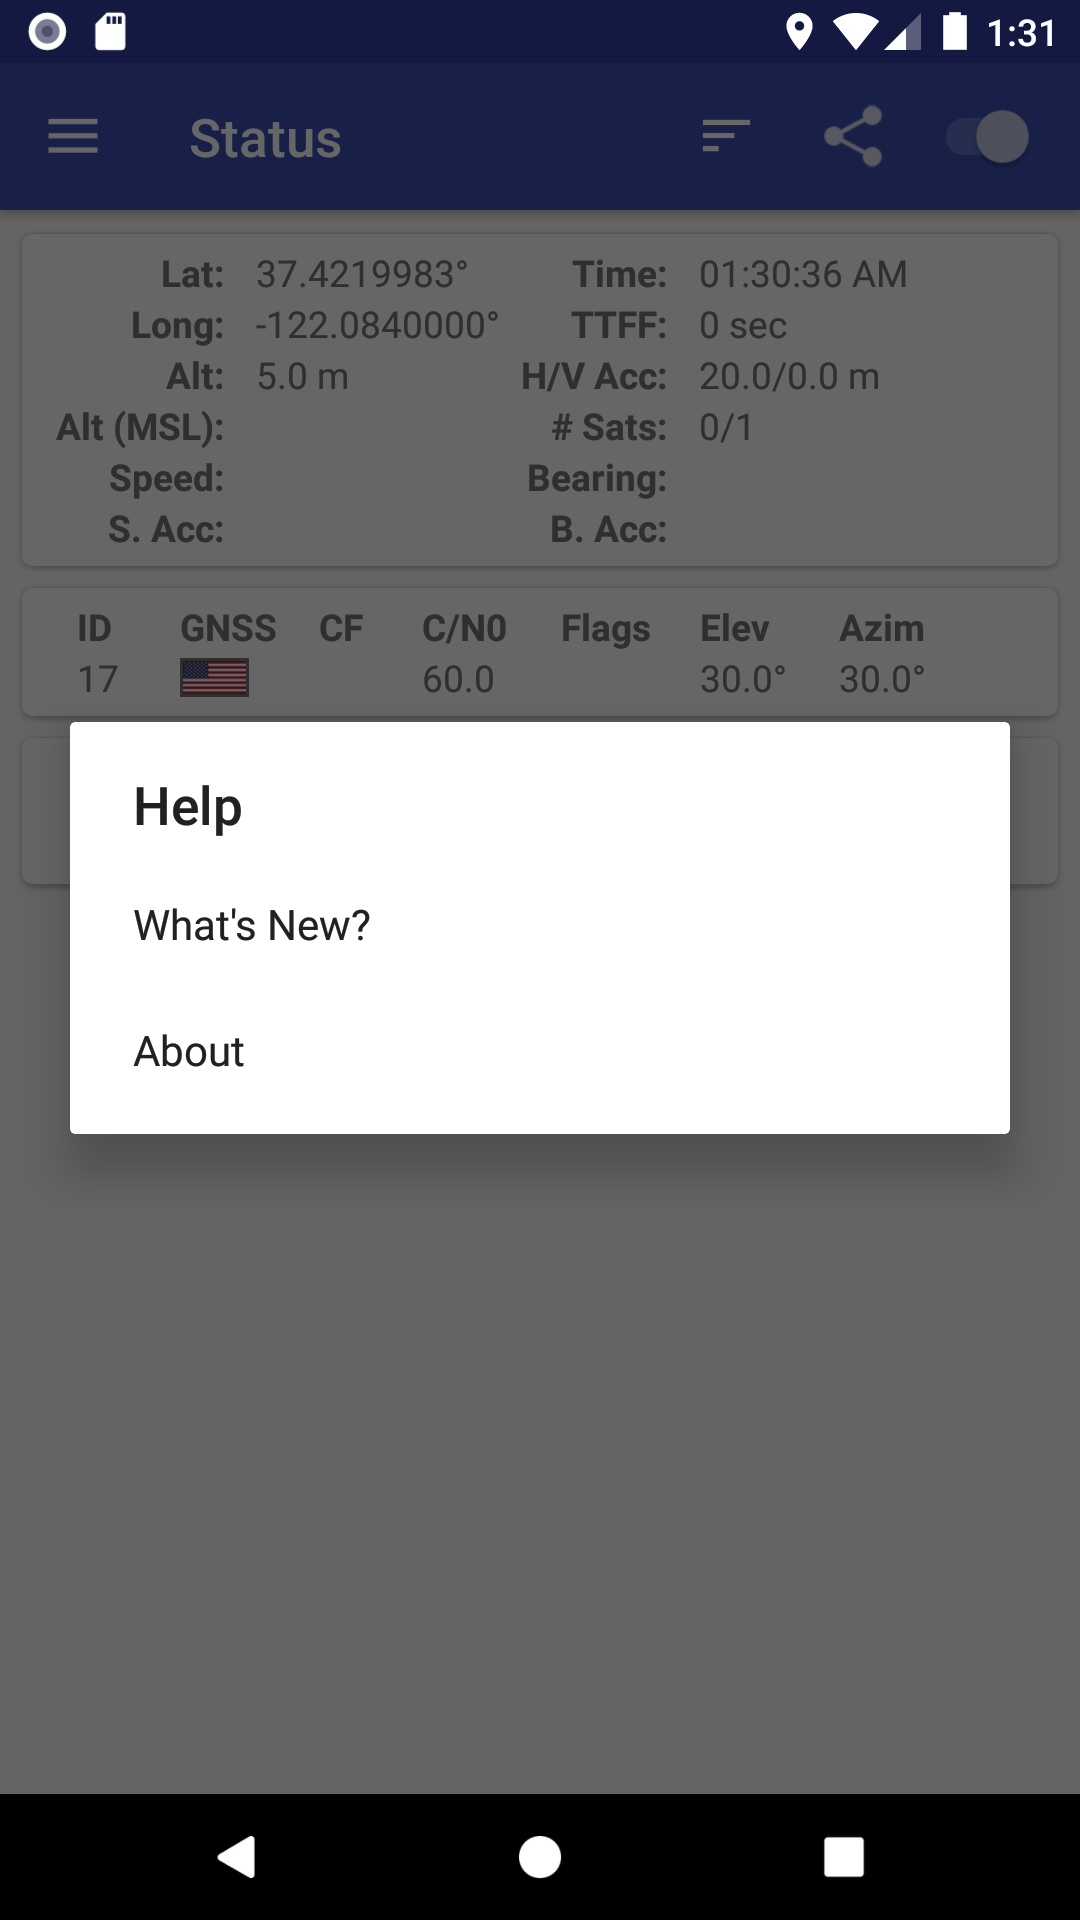 1:31
Status
Lat: 37.4219983° Time: 01:30:36 AM
Long: -122.0840000° TTFF: 0 sec
Alt: 5.0 m H/V Acc: 20.0/0.0 m
Alt (MSL): # Sats: 0/1
Speed: Bearing:
S. Acc: B. Acc:
ID GNSS CF C/N0 Flags Elev Azim
17 60.0 30.0° 30.0°
Help
What's New?
About